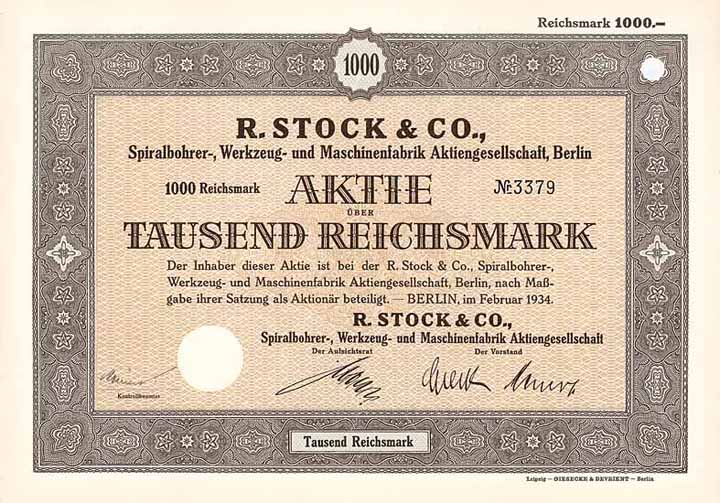 Reichsmark 1000.—
1000
R. STOCK & CO.,
Spiralbohrer-, Werkzeug- und Maschinenfabrik Aktiengesellschaft, Berlin
1000 Reichsmark AKTIE №3379
ÜBER
TAUSEND REICHSMARK
Der Inhaber dieser Aktie ist bei der R. Stock & Co., Spiralbohrer-,
Werkzeug- und Maschinenfabrik Aktiengesellschaft, Berlin, nach Maß-
gabe ihrer Satzung als Aktionär beteiligt. — BERLIN, im Februar 1934.
R. STOCK & CO.,
Spiralbohrer-, Werkzeug- und Maschinenfabrik Aktiengesellschaft
Der Aufsichtsrat Der Vorstand
Kontrollbeamter
Tausend Reichsmark
Leipzig — GIESECKE & DEVRIENT — Berlin